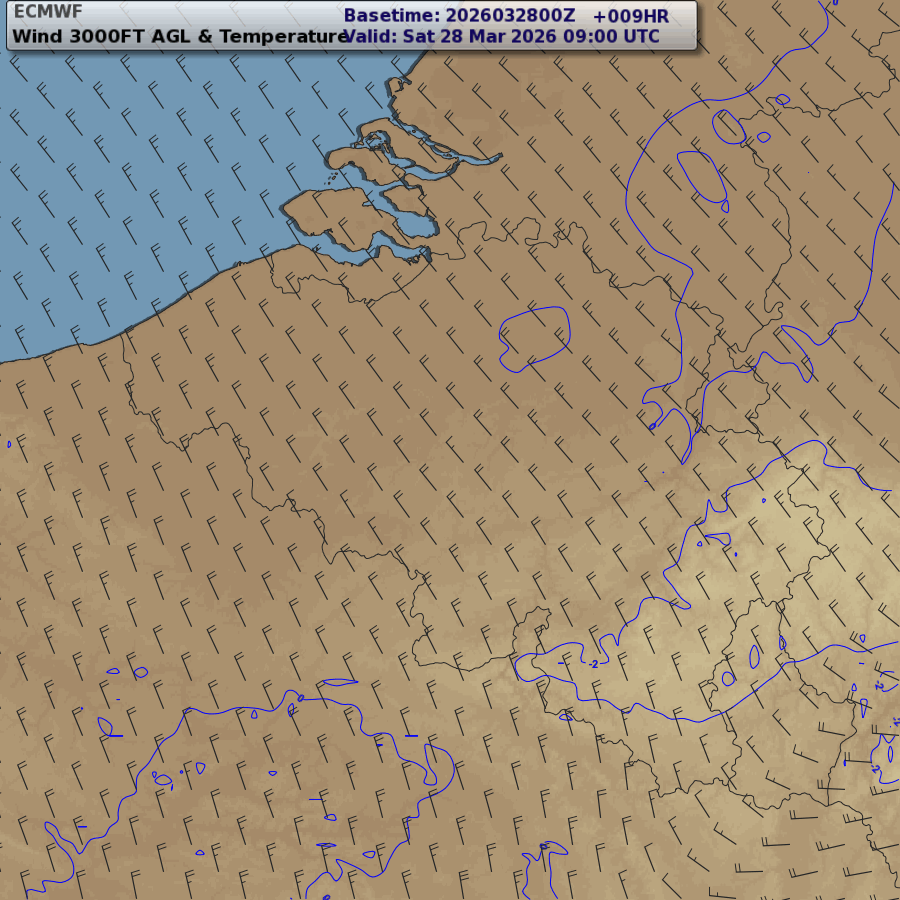 ECMWF
Basetime: 2026032800Z +009HR
Wind 3000FT AGL & Temperature
Valid: Sat 28 Mar 2026 09:00 UTC
-2